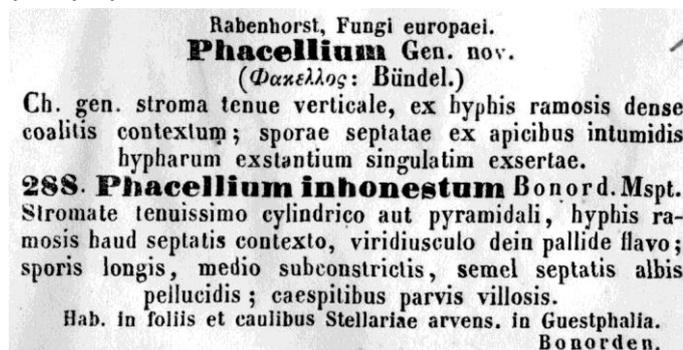 Rabenhorst, Fungi europaei.
Phacellium Gen. nov.
(Φακελλος: Bündel.)
Ch. gen. stroma tenue verticale, ex hyphis ramosis dense
coalitis contextum; sporae septatae ex apicibus intumidis
hypharum exstantium singulatim exsertae.
288. Phacellium inhonestum Bonord. Mspt.
Stromate tenuissimo cylindrico aut pyramidali, hyphis ra-
mosis haud septatis contexto, viridiusculo dein pallide flavo;
sporis longis, medio subconstrictis, semel septatis albis
pellucidis; caespitibus parvis villosis.
Hab. in foliis et caulibus Stellariae arvens. in Guestphalia.
Bonorden.